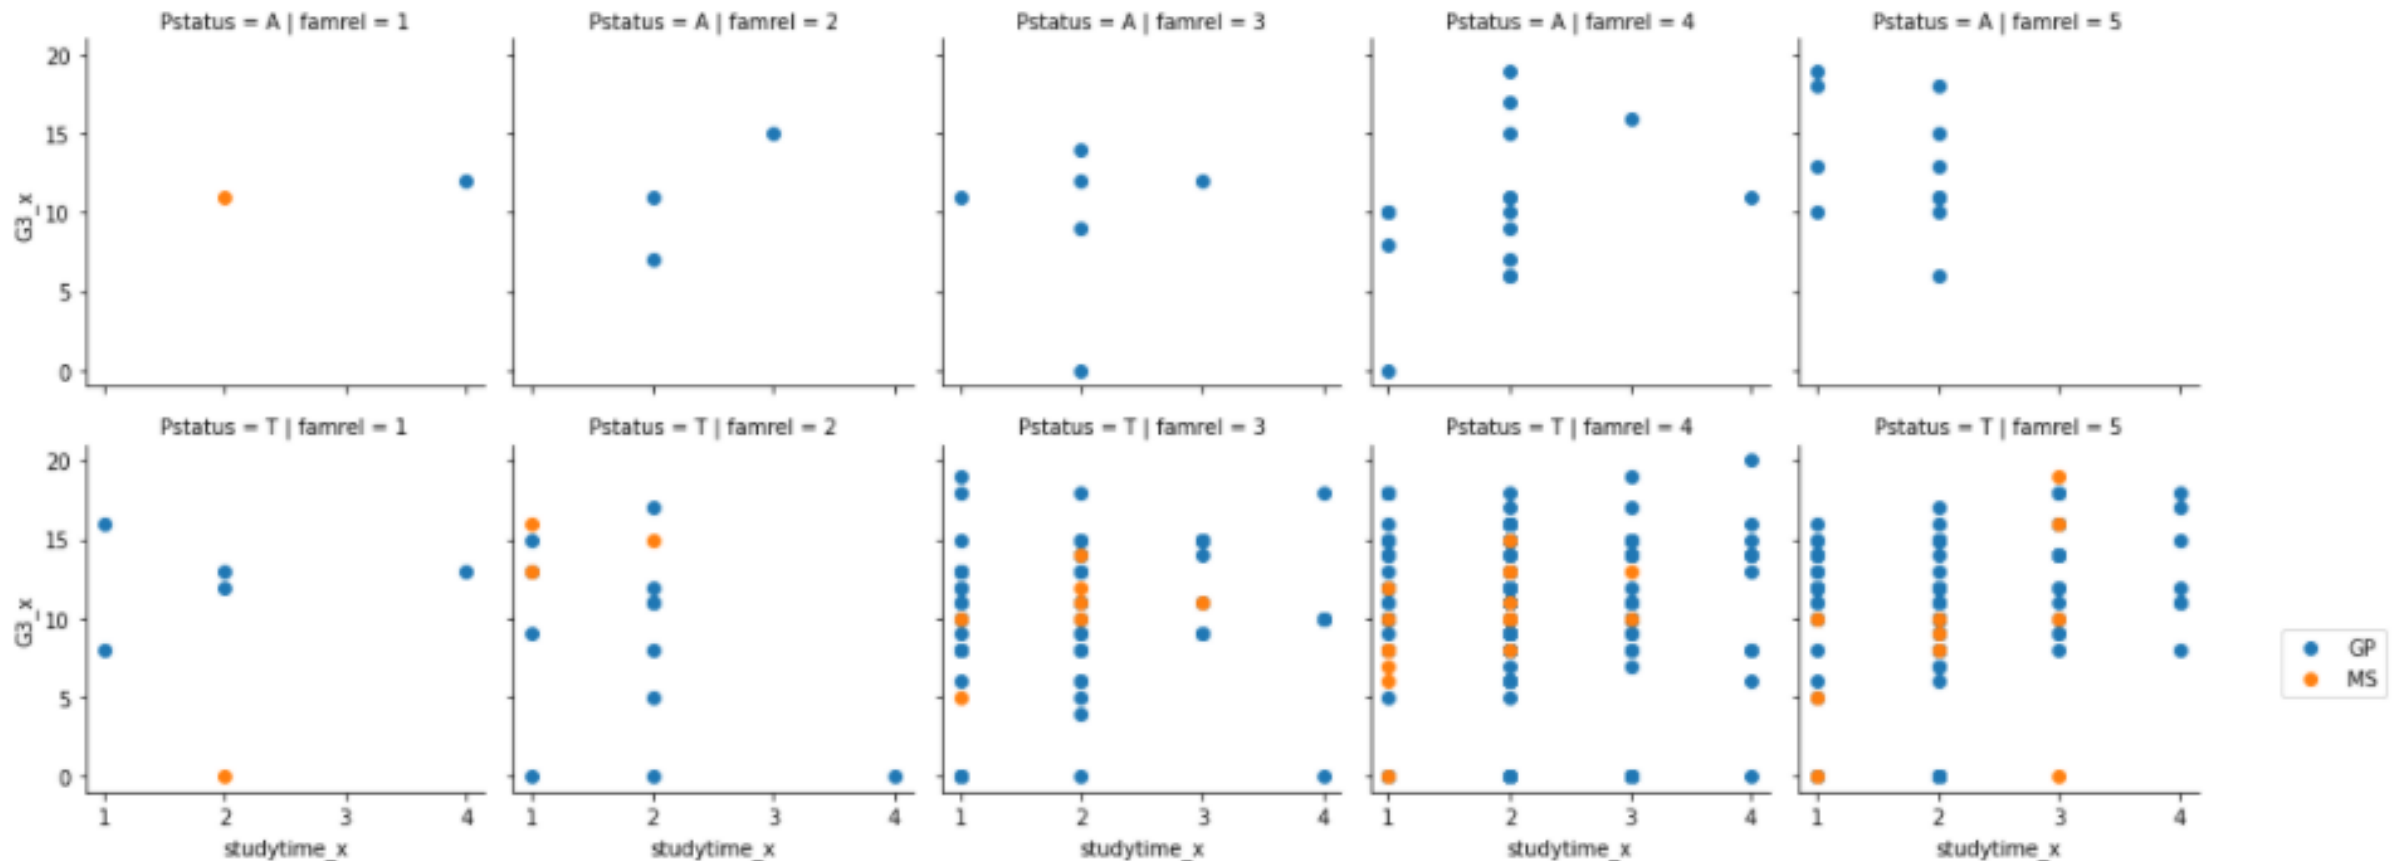 Pstatus = A | famrel = 1
Pstatus = A | famrel = 2
Pstatus = A | famrel = 3
Pstatus = A | famrel = 4
Pstatus = A | famrel = 5
20
15
10
5
0
G3_x
Pstatus = T | famrel = 1
Pstatus = T | famrel = 2
Pstatus = T | famrel = 3
Pstatus = T | famrel = 4
Pstatus = T | famrel = 5
20
15
10
5
0
G3_x
1 2 3 4
1 2 3 4
1 2 3 4
1 2 3 4
1 2 3 4
studytime_x
studytime_x
studytime_x
studytime_x
studytime_x
GP
MS